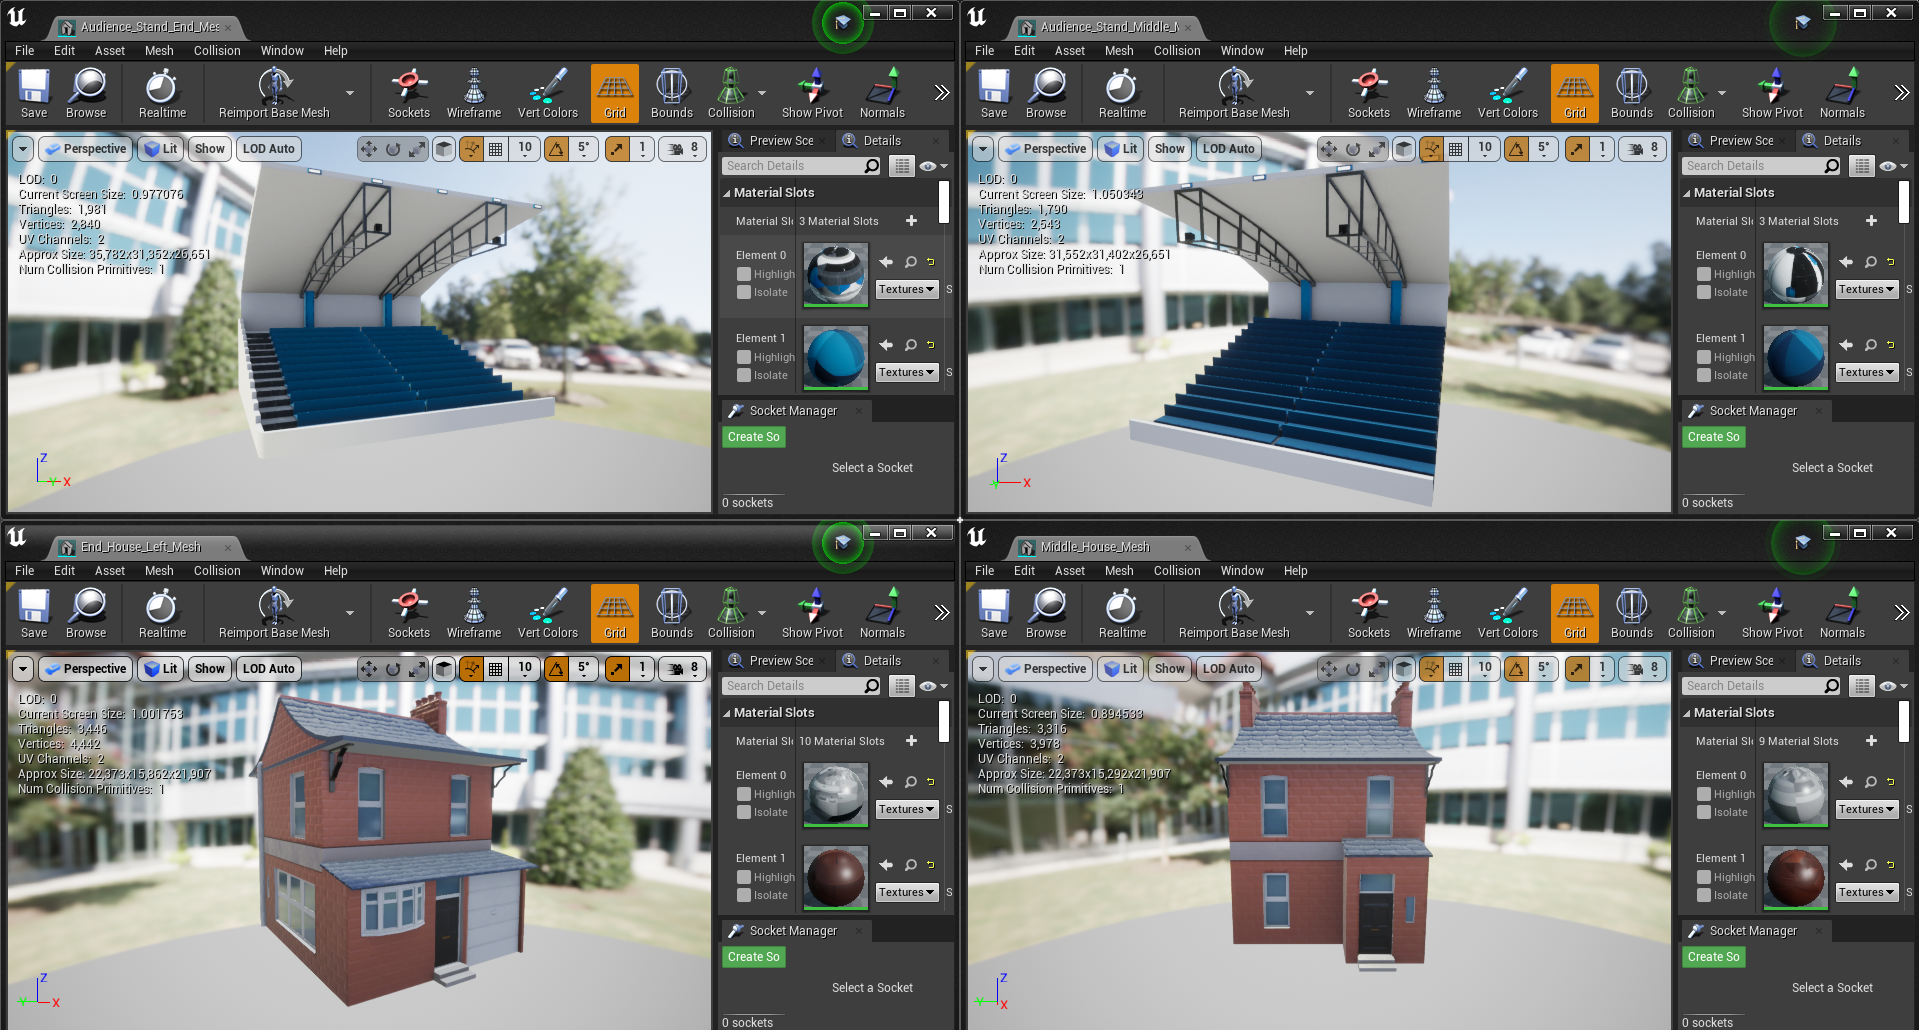 Audience_Stand_End_Mes
File Edit Asset Mesh Collision Window Help
Save Browse Realtime Reimport Base Mesh Sockets Wireframe Vert Colors Grid Bounds Collision Show Pivot Normals
Perspective Lit Show LOD Auto 10 5° 1 8
LOD: 0
Current Screen Size: 0.977076
Triangles: 1,981
Vertices: 2,840
UV Channels: 2
Approx Size: 35,782x31,352x26,651
Num Collision Primitives: 1
Z
Y X
Preview Sce Details
Search Details
Material Slots
Material Slo 3 Material Slots
Element 0
Highligh
Isolate
Textures S
Element 1
Highligh
Isolate
Textures S
Socket Manager
Create So
Select a Socket
0 sockets
Audience_Stand_Middle_M
File Edit Asset Mesh Collision Window Help
Save Browse Realtime Reimport Base Mesh Sockets Wireframe Vert Colors Grid Bounds Collision Show Pivot Normals
Perspective Lit Show LOD Auto 10 5° 1 8
LOD: 0
Current Screen Size: 1.050343
Triangles: 1,790
Vertices: 2,543
UV Channels: 2
Approx Size: 31,552x31,402x26,651
Num Collision Primitives: 1
Z
Y X
Preview Sce Details
Search Details
Material Slots
Material Slo 3 Material Slots
Element 0
Highligh
Isolate
Textures S
Element 1
Highligh
Isolate
Textures S
Socket Manager
Create So
Select a Socket
0 sockets
End_House_Left_Mesh
File Edit Asset Mesh Collision Window Help
Save Browse Realtime Reimport Base Mesh Sockets Wireframe Vert Colors Grid Bounds Collision Show Pivot Normals
Perspective Lit Show LOD Auto 10 5° 1 8
LOD: 0
Current Screen Size: 1.001753
Triangles: 3,446
Vertices: 4,442
UV Channels: 2
Approx Size: 22,373x15,862x21,907
Num Collision Primitives: 1
Z
Y X
Preview Sce Details
Search Details
Material Slots
Material Slo 10 Material Slots
Element 0
Highligh
Isolate
Textures S
Element 1
Highligh
Isolate
Textures S
Socket Manager
Create So
Select a Socket
0 sockets
Middle_House_Mesh
File Edit Asset Mesh Collision Window Help
Save Browse Realtime Reimport Base Mesh Sockets Wireframe Vert Colors Grid Bounds Collision Show Pivot Normals
Perspective Lit Show LOD Auto 10 5° 1 8
LOD: 0
Current Screen Size: 0.894533
Triangles: 3,316
Vertices: 3,978
UV Channels: 2
Approx Size: 22,373x15,292x21,907
Num Collision Primitives: 1
Z
Y X
Preview Sce Details
Search Details
Material Slots
Material Slo 9 Material Slots
Element 0
Highligh
Isolate
Textures S
Element 1
Highligh
Isolate
Textures S
Socket Manager
Create So
Select a Socket
0 sockets